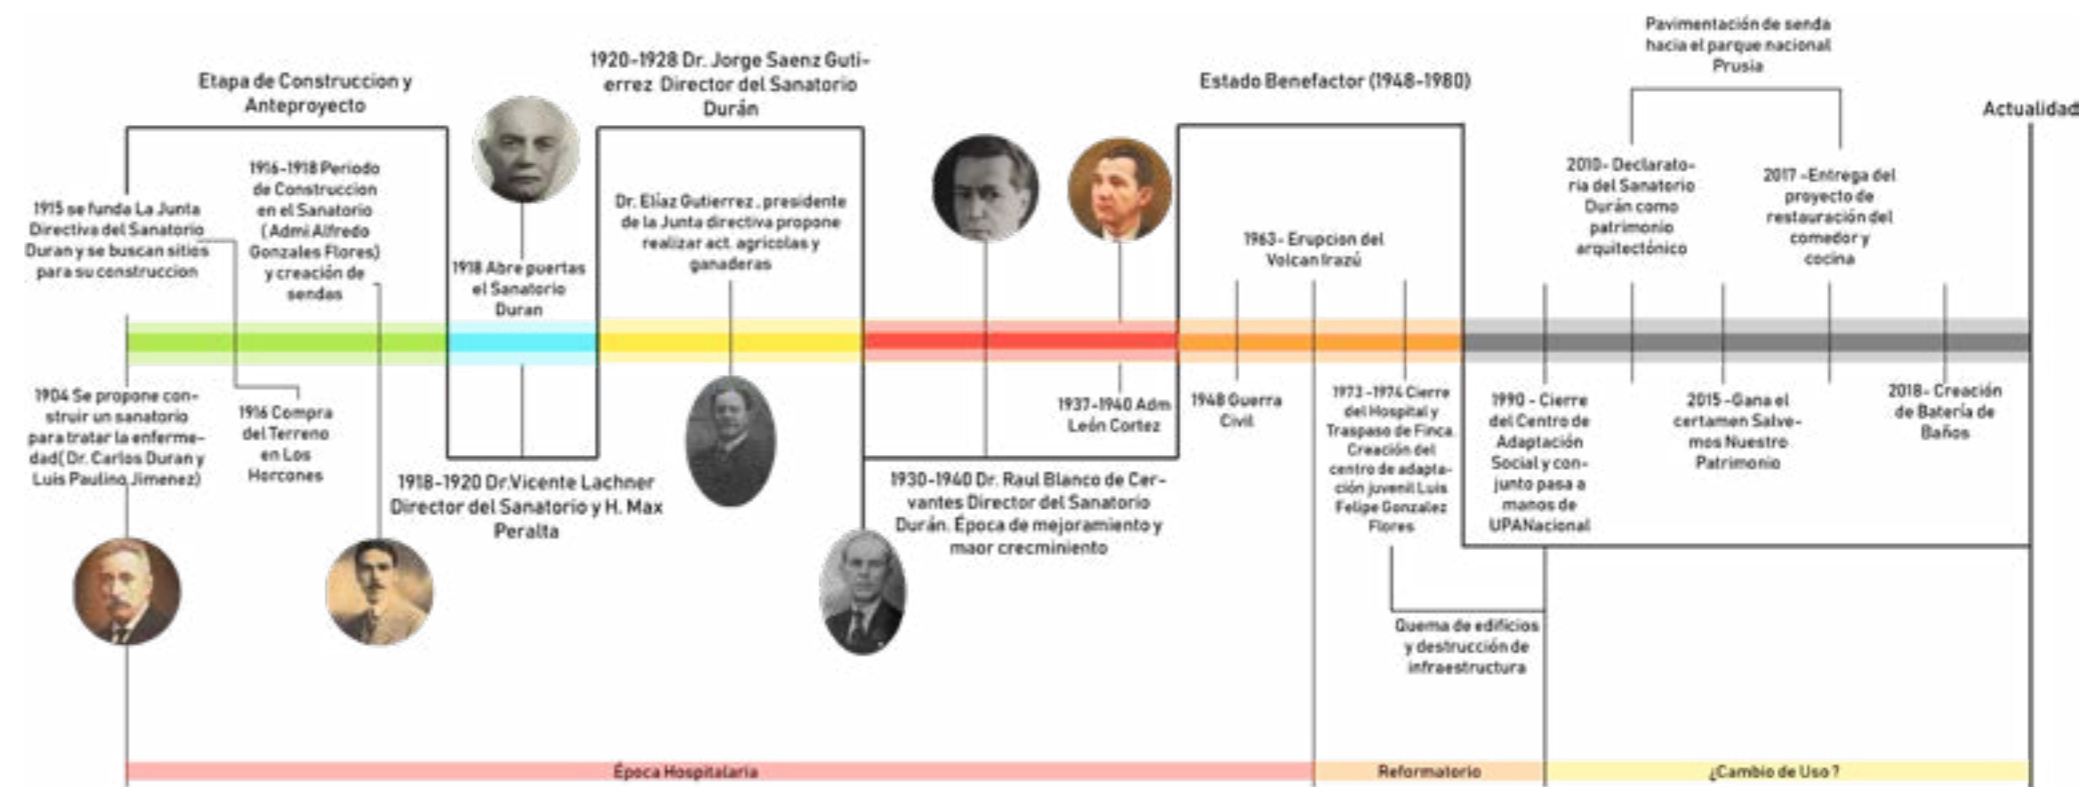 Etapa de Construccion y
Anteproyecto
1915 se funda La Junta
Directiva del Sanatorio
Duran y se buscan sitios
para su construccion
1916-1918 Periodo
de Construccion
en el Sanatorio
( Admi Alfredo
Gonzales Flores)
y creación de
sendas
1904 Se propone con-
struir un sanatorio
para tratar la enferme-
dad( Dr. Carlos Duran y
Luis Paulino Jimenez)
1916 Compra
del Terreno
en Los
Horcones
1918 Abre puertas
el Sanatorio
Duran
1918-1920 Dr.Vicente Lachner
Director del Sanatorio y H. Max
Peralta
1920-1928 Dr. Jorge Saenz Guti-
errez Director del Sanatorio
Durán
Dr. Elíaz Gutierrez , presidente
de la Junta directiva propone
realizar act. agricolas y
ganaderas
1937-1940 Adm
León Cortez
1930-1940 Dr. Raul Blanco de Cer-
vantes Director del Sanatorio
Durán. Época de mejoramiento y
maor crecminiento
Estado Benefactor (1948-1980)
1963- Erupcion del
Volcan Irazú
1948 Guerra
Civil
1973 -1974 Cierre
del Hospital y
Traspaso de Finca.
Creación del
centro de adapta-
ción juvenil Luis
Felipe Gonzalez
Flores
Quema de edificios
y destrucción de
infraestructura
Pavimentación de senda
hacia el parque nacional
Prusia
2010- Declarato-
ria del Sanatorio
Durán como
patrimonio
arquitectónico
2017 -Entrega del
proyecto de
restauración del
comedor y
cocina
1990 - Cierre
del Centro de
Adaptación
Social y con-
junto pasa a
manos de
UPANacional
2015 -Gana el
certamen Salve-
mos Nuestro
Patrimonio
2018- Creación
de Batería de
Baños
Actualidad
Época Hospitalaria
Reformatorio
¿Cambio de Uso ?